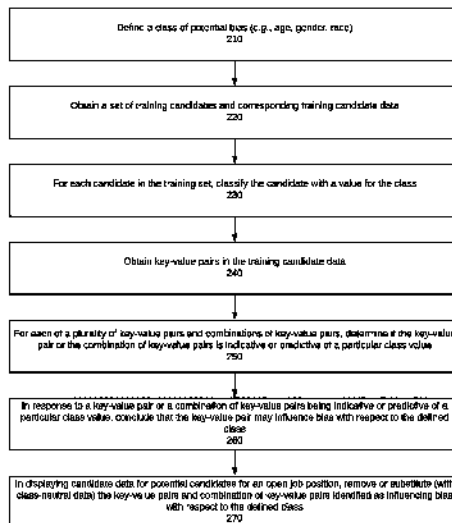 Define a class of potential bias (e.g., age, gender, race)
210
Obtain a set of training candidates and corresponding training candidate data
220
For each candidate in the training set, classify the candidate with a value for the class
230
Obtain key-value pairs in the training candidate data
240
For each of a plurality of key-value pairs and combinations of key-value pairs, determine if the key-value
pair or the combination of key-value pairs is indicative or predictive of a particular class value
250
In response to a key-value pair or a combination of key-value pairs being indicative or predictive of a
particular class value, conclude that the key-value pair may influence bias with respect to the defined
class
260
In displaying candidate data for potential candidates for an open job position, remove or substitute (with
class-neutral data) the key-value pairs and combination of key-value pairs identified as influencing bias
with respect to the defined class
270